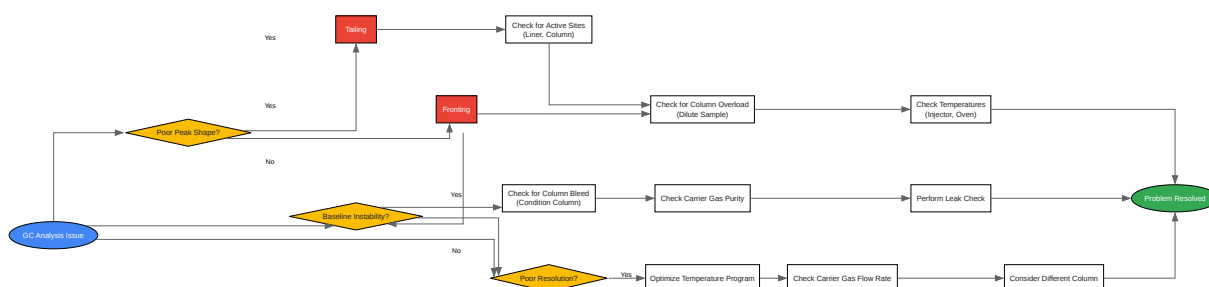 Tailing
Check for Active Sites
(Liner, Column)
Yes
Yes
Fronting
Check for Column Overload
(Dilute Sample)
Check Temperatures
(Injector, Oven)
Poor Peak Shape?
No
Yes
Check for Column Bleed
(Condition Column)
Check Carrier Gas Purity
Perform Leak Check
Problem Resolved
Baseline Instability?
GC Analysis Issue
No
Poor Resolution?
Yes
Optimize Temperature Program
Check Carrier Gas Flow Rate
Consider Different Column